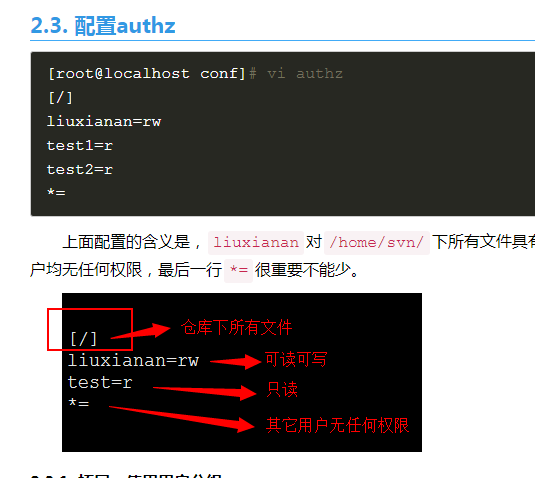 2.3. 配置authz
[root@localhost conf]# vi authz
[/]
liuxianan=rw
test1=r
test2=r
*=
上面配置的含义是，liuxianan 对 /home/svn/ 下所有文件具有
户均无任何权限，最后一行 *= 很重要不能少。
[/] 仓库下所有文件
liuxianan=rw 可读可写
test=r 只读
*= 其它用户无任何权限